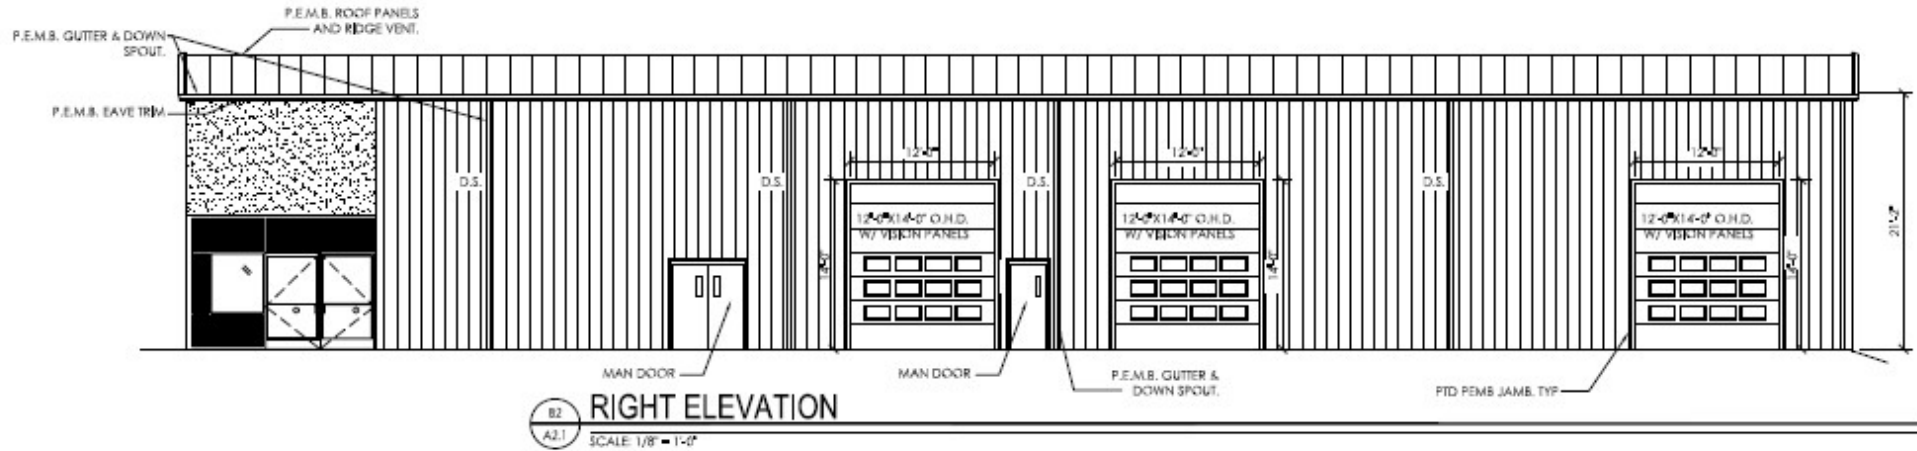 P.E.M.B. ROOF PANELS
AND RIDGE VENT.
P.E.M.B. GUTTER & DOWN
SPOUT.
P.E.M.B. EAVE TRIM
12'-0"
12'-0"
12'-0"
D.S.
D.S.
D.S.
D.S.
12'-0"X14'-0" O.H.D.
W/ VISION PANELS
12'-0"X14'-0" O.H.D.
W/ VISION PANELS
12'-0"X14'-0" O.H.D.
W/ VISION PANELS
14'-0"
14'-0"
14'-0"
21'-2"
MAN DOOR
MAN DOOR
P.E.M.B. GUTTER &
DOWN SPOUT.
PTD PEMB JAMB. TYP
B2
A2.1
RIGHT ELEVATION
SCALE: 1/8" = 1'-0"